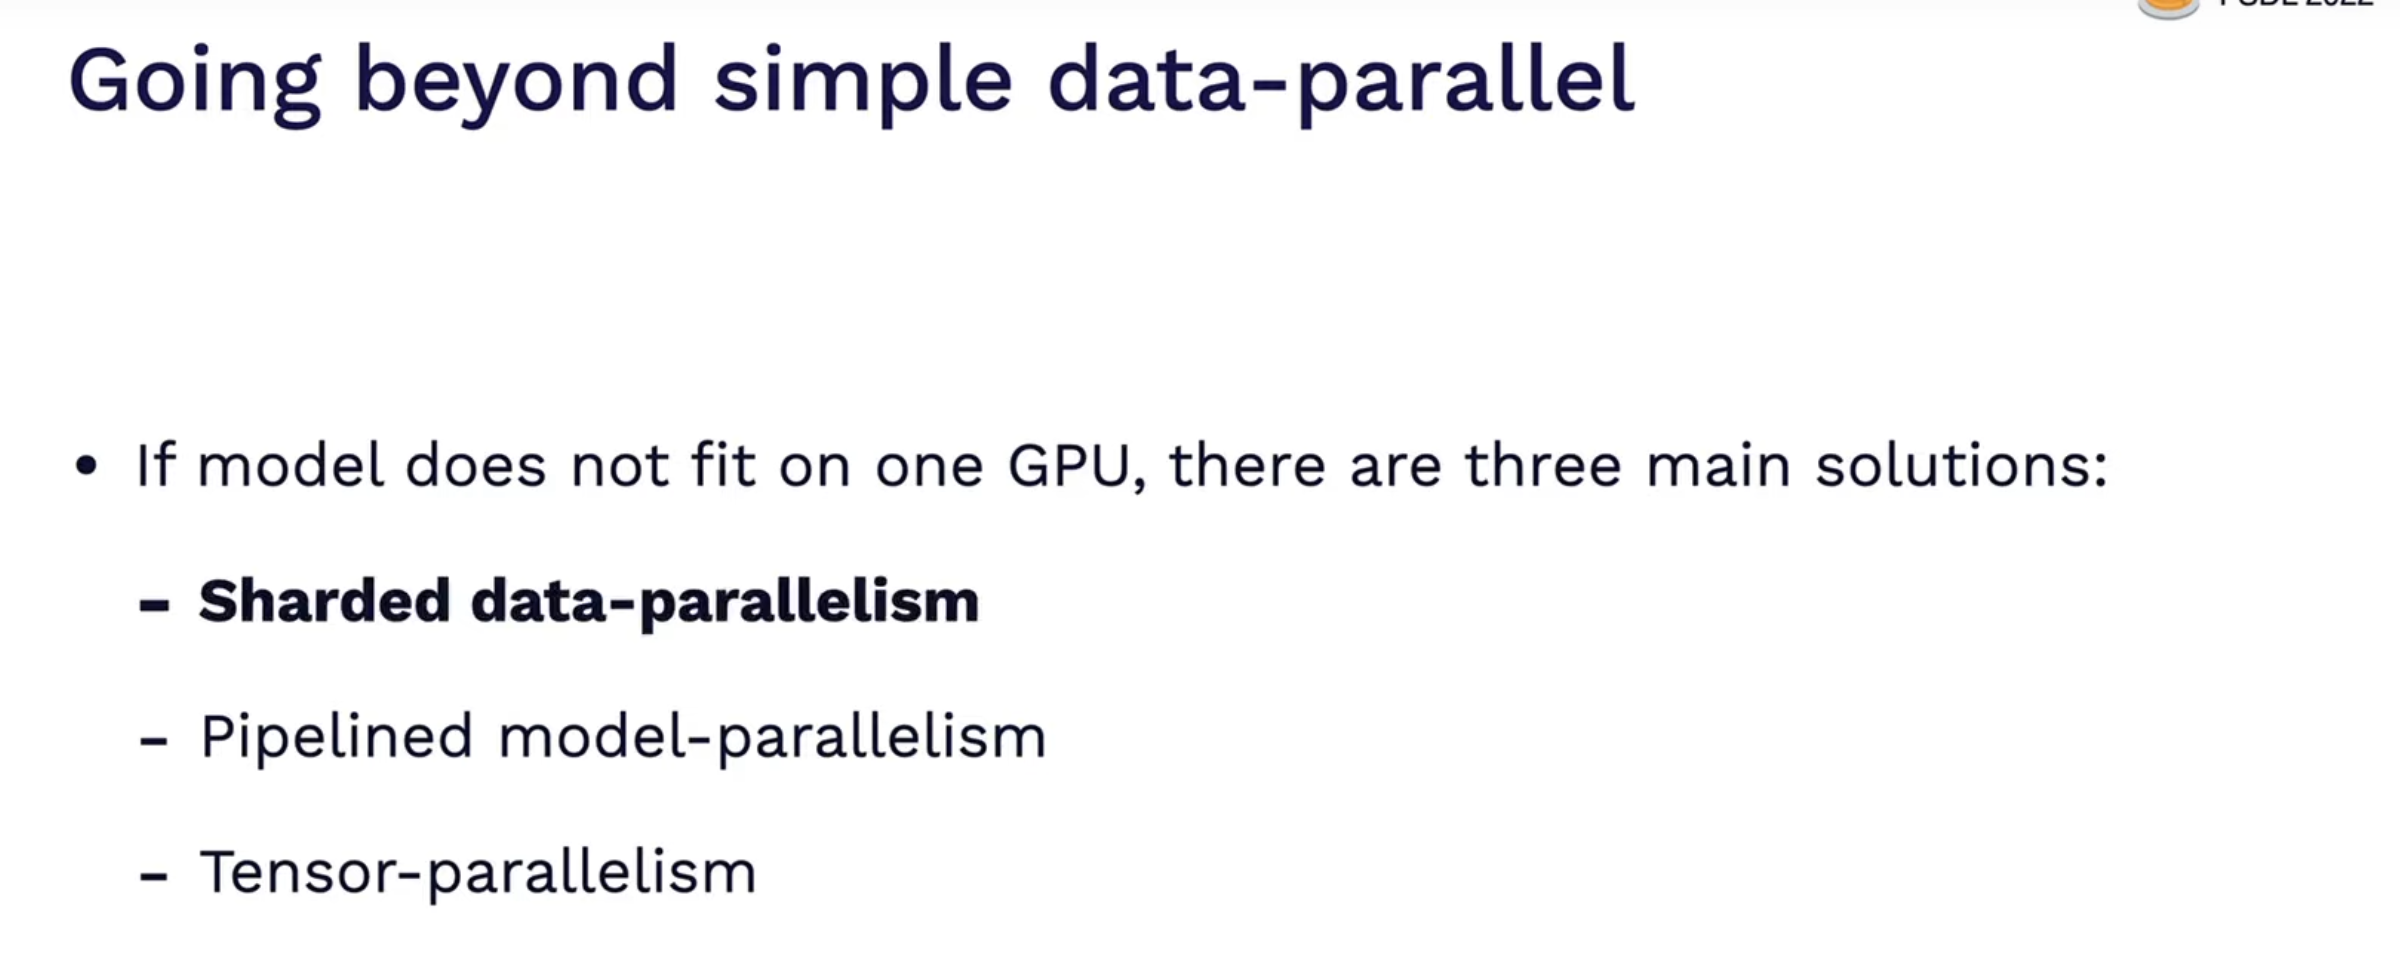 Going beyond simple data-parallel
• If model does not fit on one GPU, there are three main solutions:
- Sharded data-parallelism
- Pipelined model-parallelism
- Tensor-parallelism